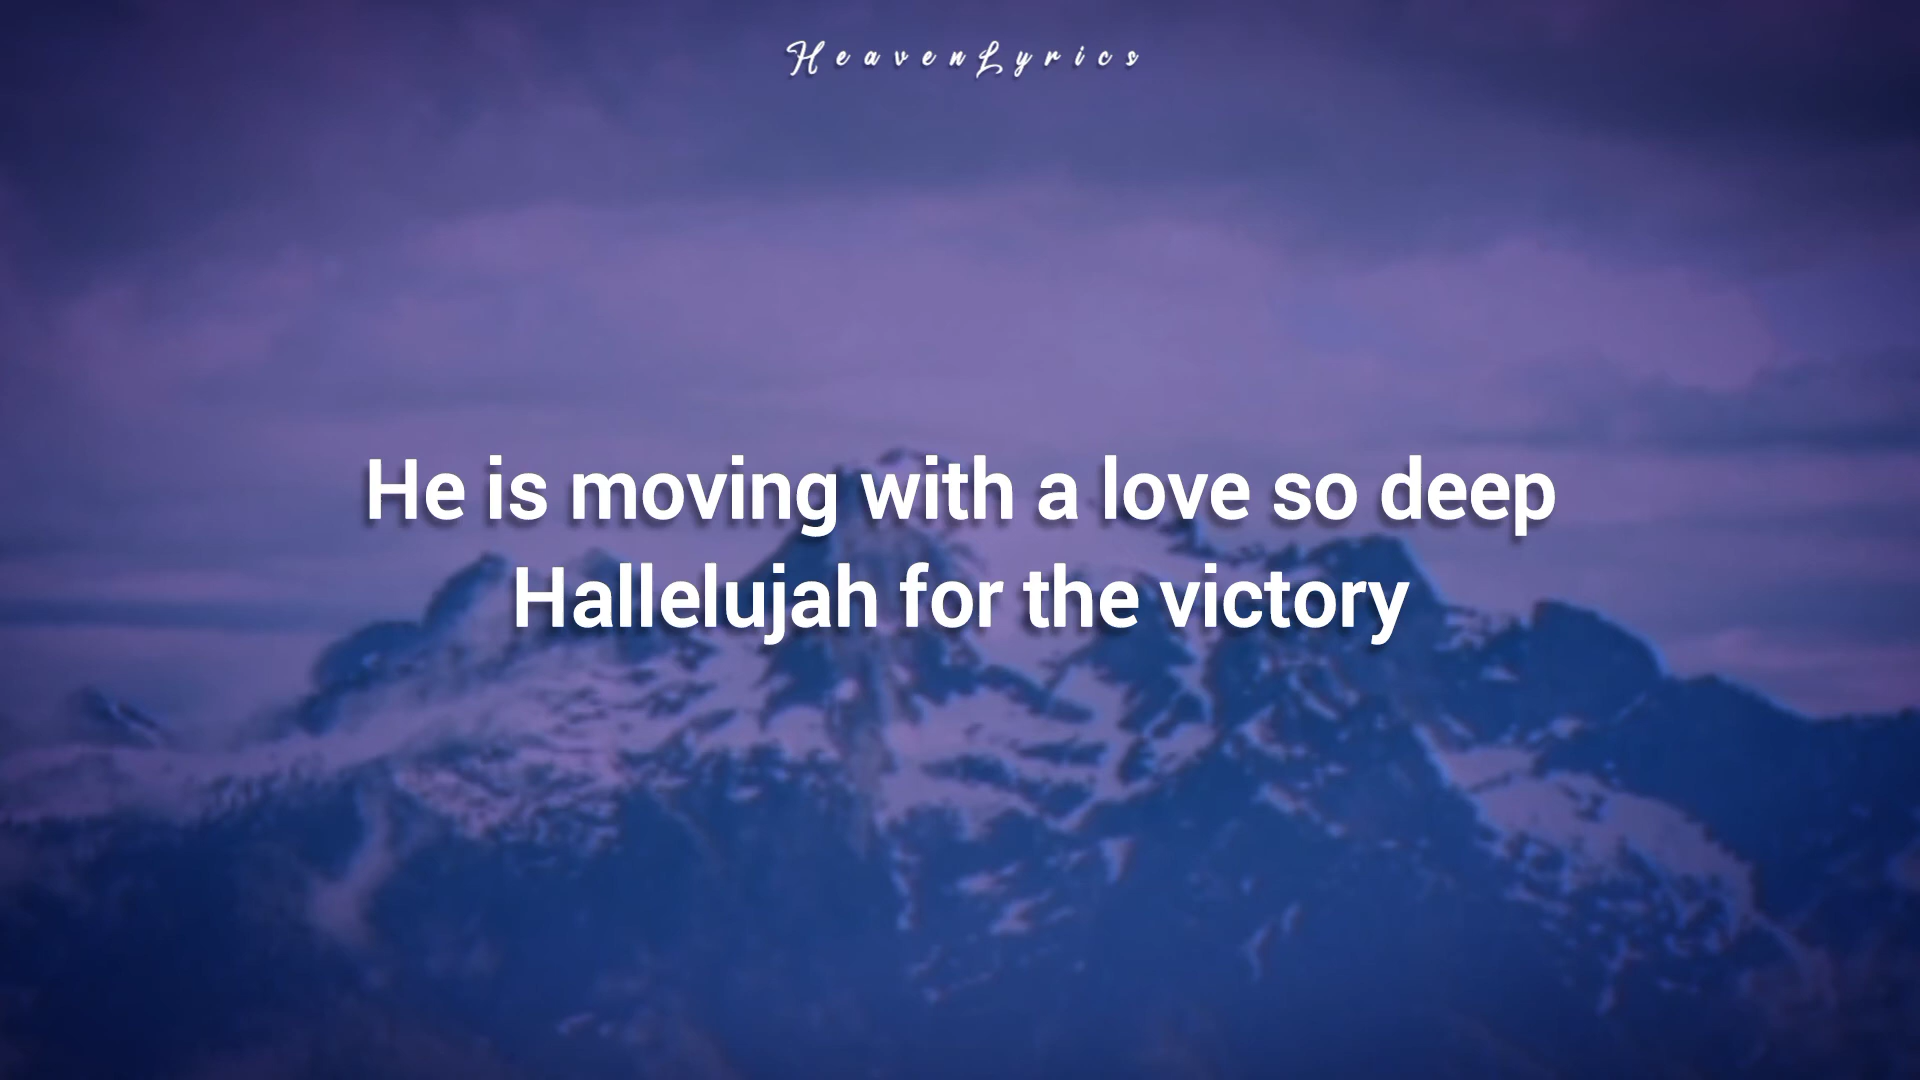 HeavenLyrics
He is moving with a love so deep
Hallelujah for the victory